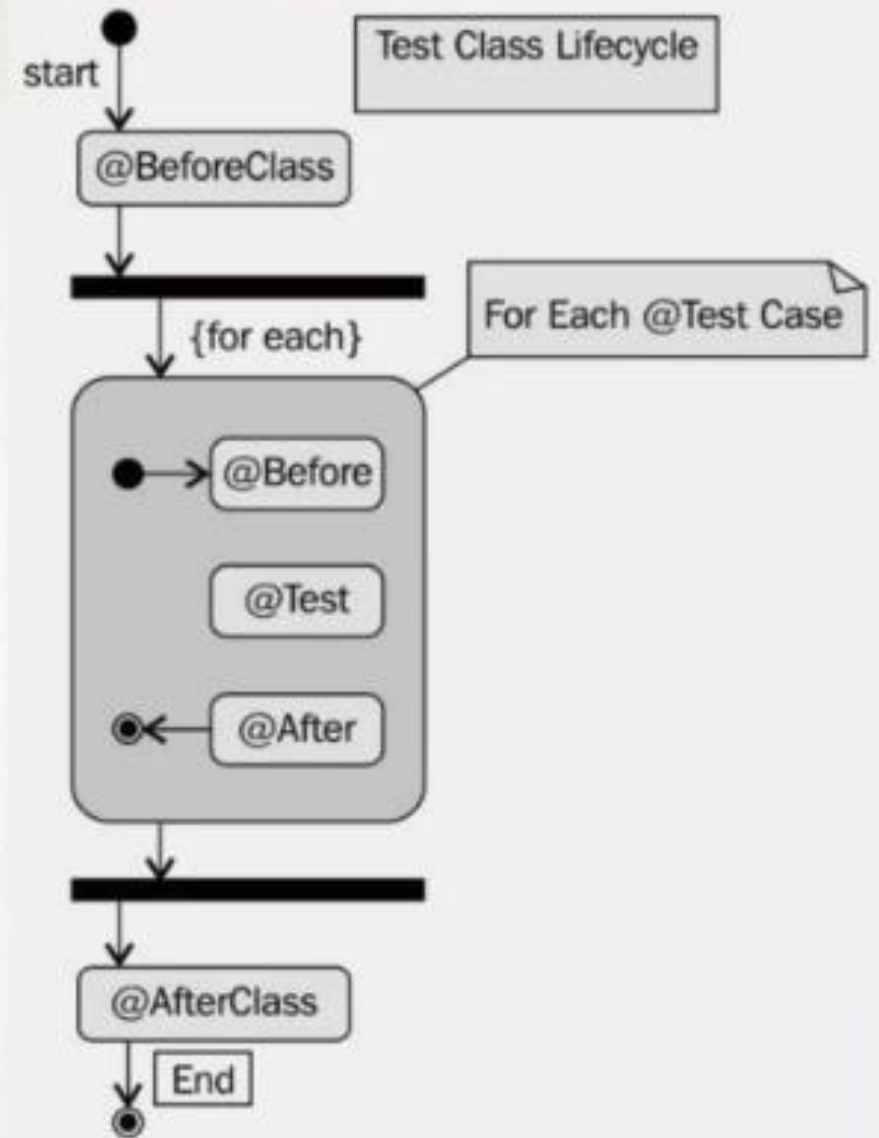 Test Class Lifecycle
start
@BeforeClass
{for each}
For Each @Test Case
@Before
@Test
@After
@AfterClass
End